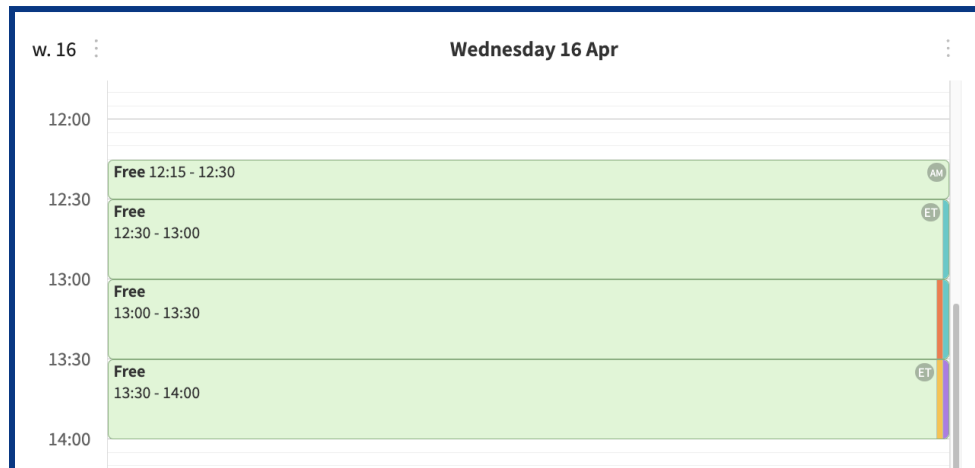 w. 16
Wednesday 16 Apr
12:00
Free 12:15 - 12:30
AM
12:30
Free
ET
12:30 - 13:00
13:00
Free
13:00 - 13:30
13:30
Free
ET
13:30 - 14:00
14:00